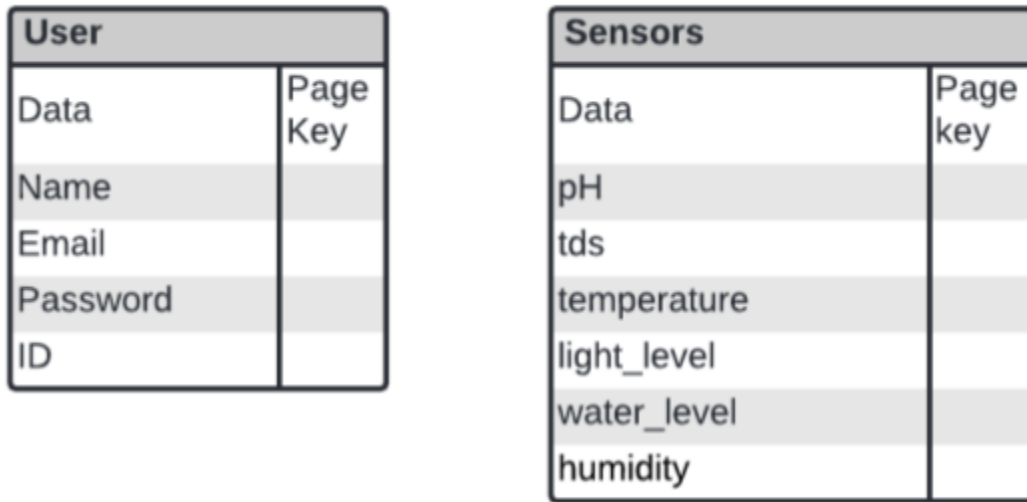 User
Data
Page
Key
Name
Email
Password
ID
Sensors
Data
Page
key
pH
tds
temperature
light_level
water_level
humidity